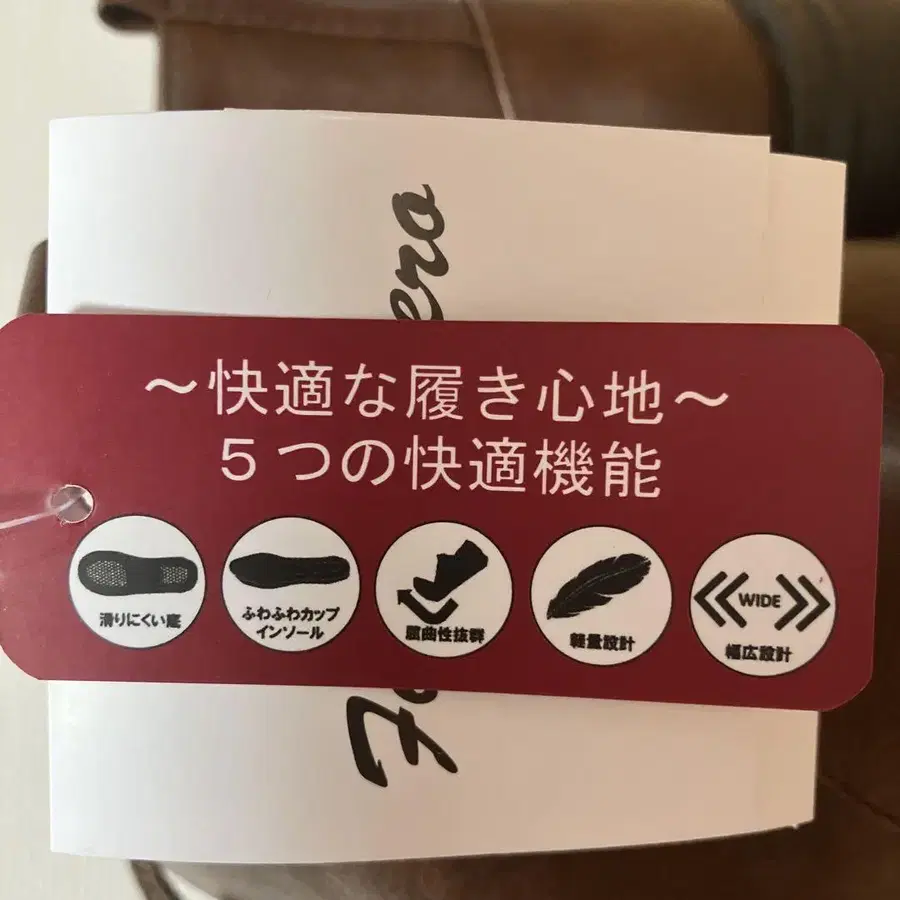 ～快適な履き心地～
５つの快適機能
滑りにくい底
ふわふわカップ
インソール
屈曲性抜群
軽量設計
WIDE
幅広設計